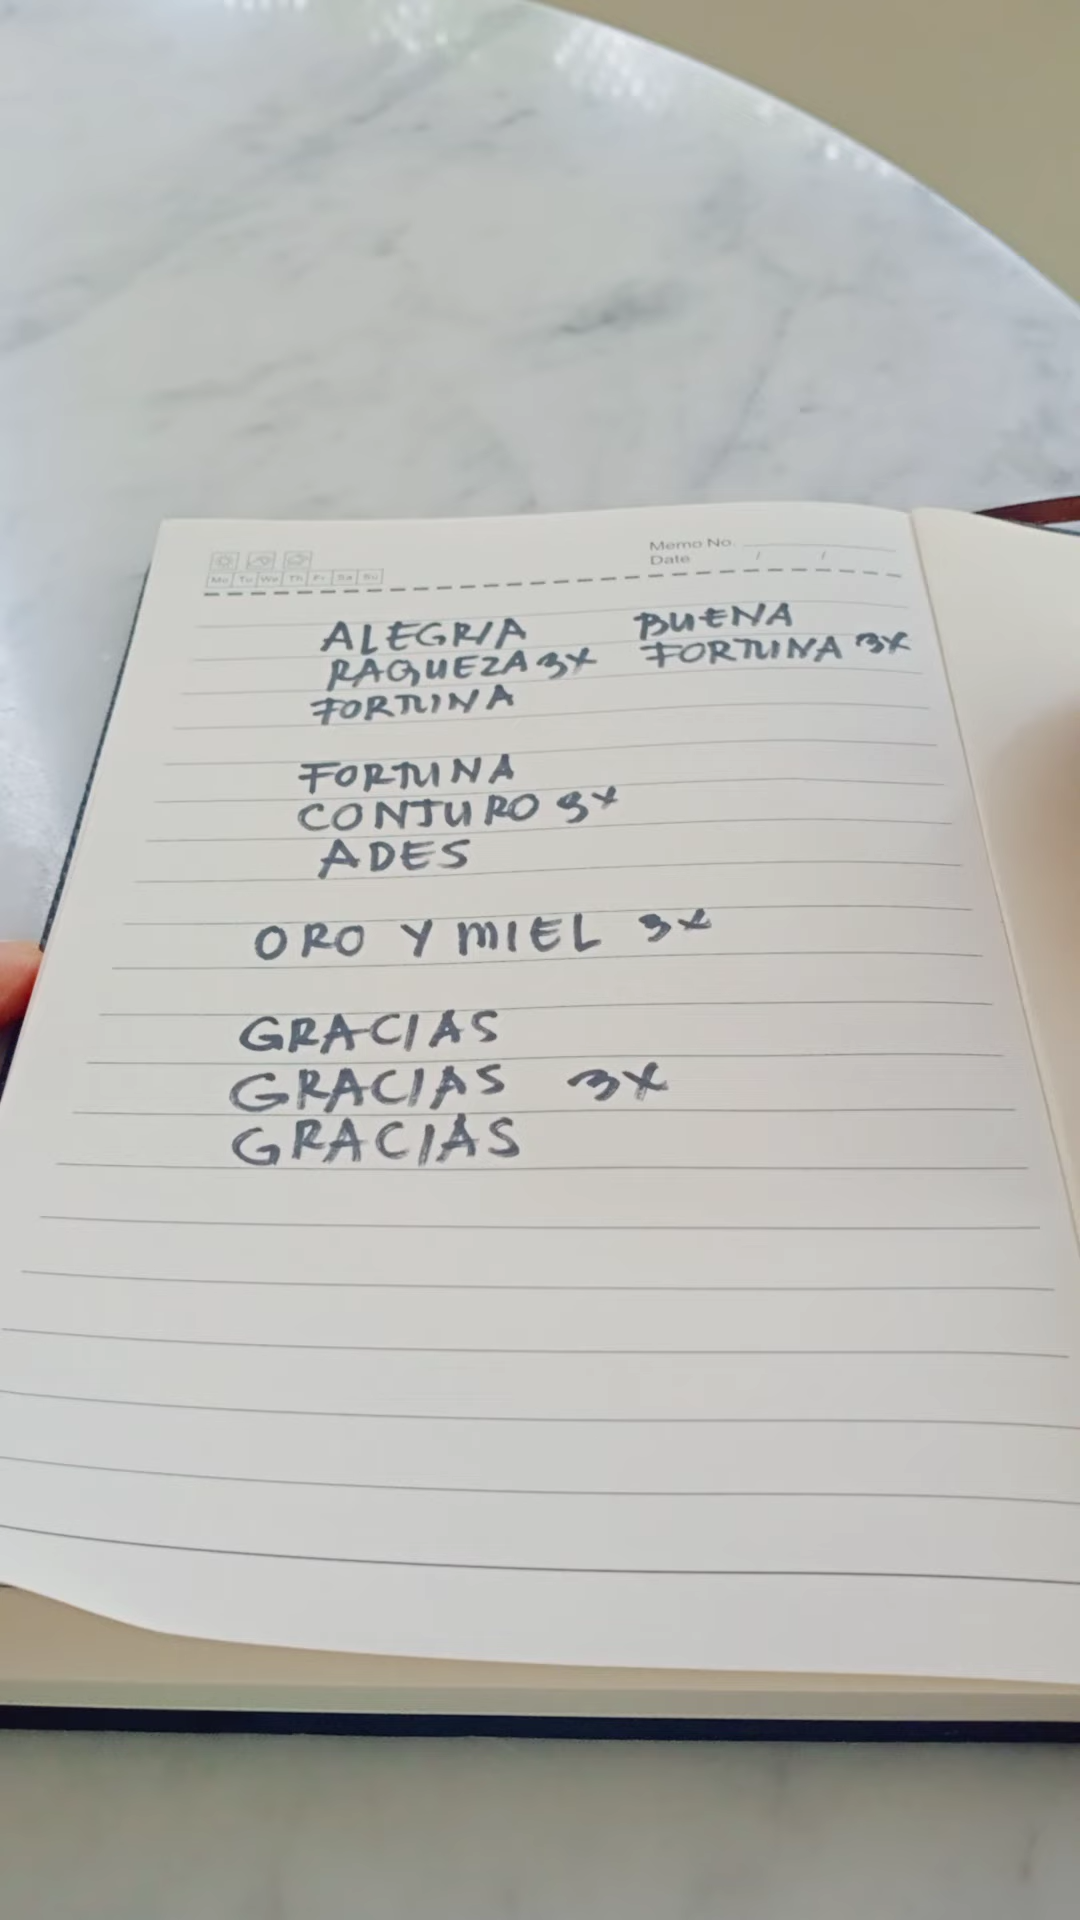 Memo No.
Date / /
Mo Tu We Th Fr Sa Su
ALEGRIA
RAQUEZA 3X
FORTUNA
BUENA
FORTUNA 3X
FORTUNA
CONJURO 3X
ADES
ORO Y MIEL 3X
GRACIAS
GRACIAS 3X
GRACIAS